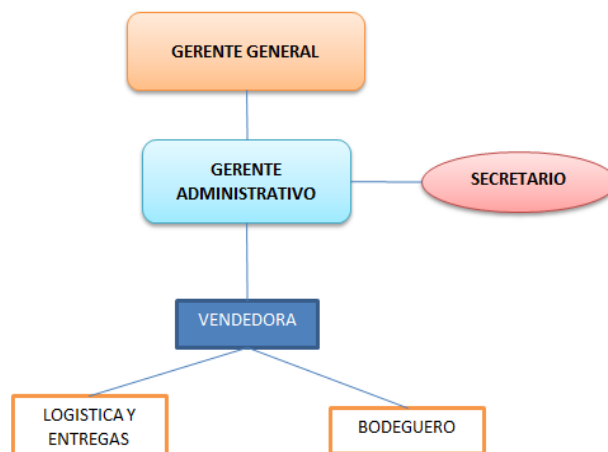 GERENTE GENERAL
GERENTE
ADMINISTRATIVO
SECRETARIO
VENDEDORA
LOGISTICA Y
ENTREGAS
BODEGUERO